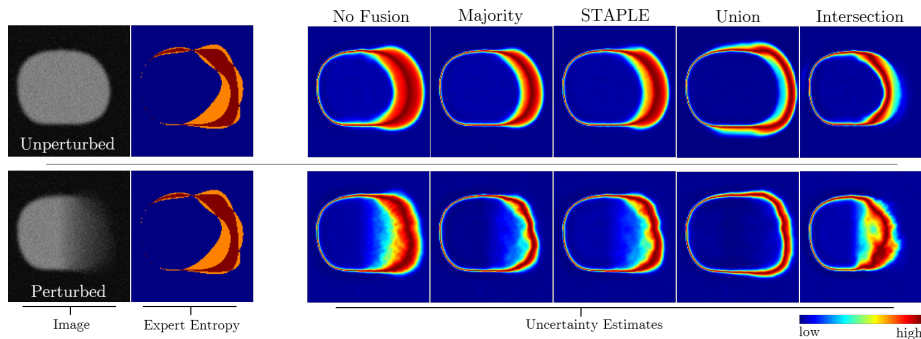 No Fusion Majority STAPLE Union Intersection
Unperturbed
Perturbed
Image Expert Entropy Uncertainty Estimates
low high